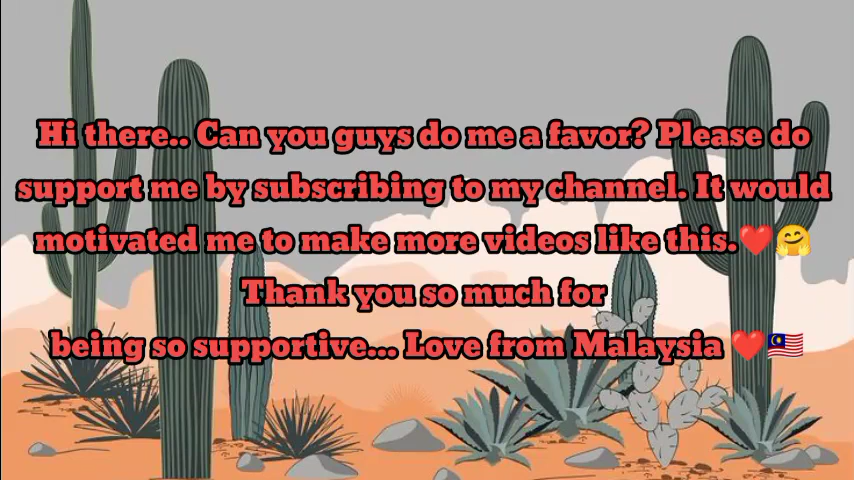 Hi there.. Can you guys do me a favor? Please do
support me by subscribing to my channel. It would
motivated me to make more videos like this.❤️🤗
Thank you so much for
being so supportive... Love from Malaysia ❤️🇲🇾